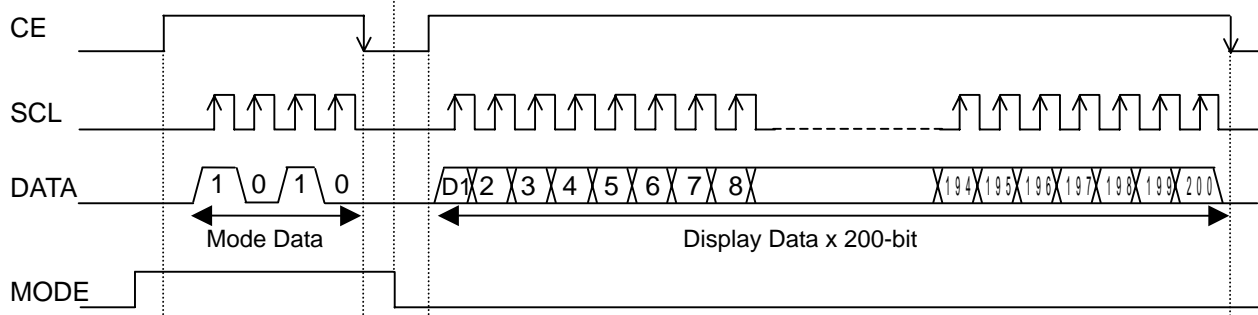 CE
SCL
DATA 1 0 1 0 D1 2 3 4 5 6 7 8 194 195 196 197 198 199 200
Mode Data Display Data x 200-bit
MODE